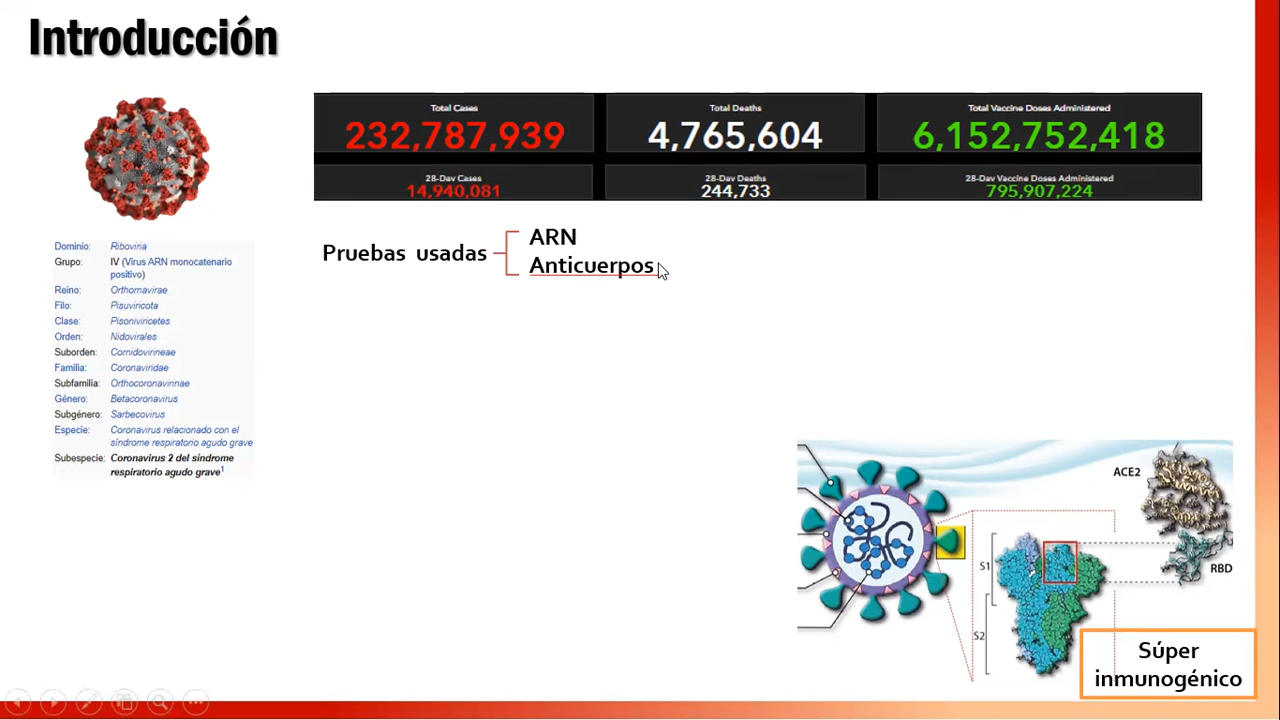 Introducción
Total Cases
232,787,939
Total Deaths
4,765,604
Total Vaccine Doses Administered
6,152,752,418
28-Day Cases
14,940,081
28-Day Deaths
244,733
28-Day Vaccine Doses Administered
795,907,224
Pruebas usadas
ARN
Anticuerpos
Dominio: Riboviria
Grupo: IV (Virus ARN monocatenario
positivo)
Reino: Orthornavirae
Filo: Pisuviricota
Clase: Pisoniviricetes
Orden: Nidovirales
Suborden: Cornidovirineae
Familia: Coronaviridae
Subfamilia: Orthocoronavirinae
Género: Betacoronavirus
Subgénero: Sarbecovirus
Especie: Coronavirus relacionado con el
síndrome respiratorio agudo grave
Subespecie: Coronavirus 2 del síndrome
respiratorio agudo grave1
ACE2
RBD
S1
S2
Súper
inmunogénico